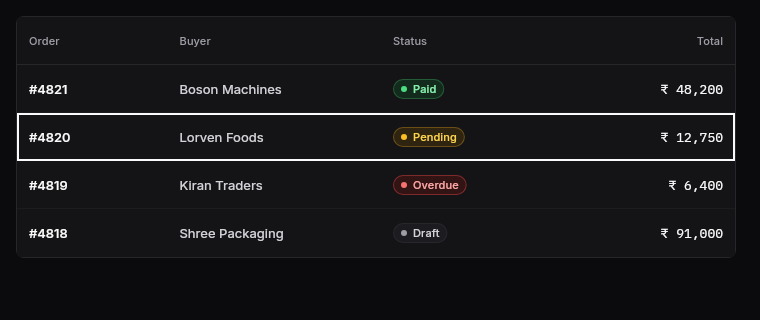 Order Buyer Status Total
#4821 Boson Machines Paid ₹ 48,200
#4820 Lorven Foods Pending ₹ 12,750
#4819 Kiran Traders Overdue ₹ 6,400
#4818 Shree Packaging Draft ₹ 91,000